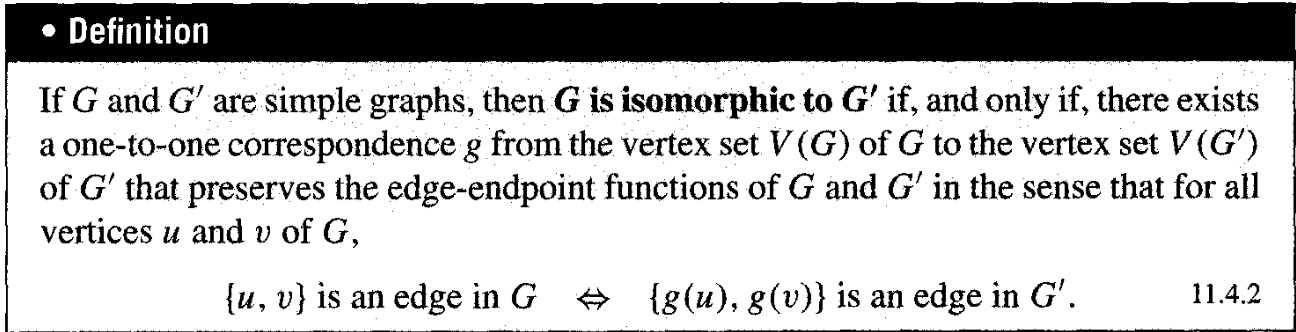 • Definition
If G and G′ are simple graphs, then G is isomorphic to G′ if, and only if, there exists
a one-to-one correspondence g from the vertex set V(G) of G to the vertex set V(G′)
of G′ that preserves the edge-endpoint functions of G and G′ in the sense that for all
vertices u and v of G,
{u, v} is an edge in G ⇔ {g(u), g(v)} is an edge in G′. 11.4.2